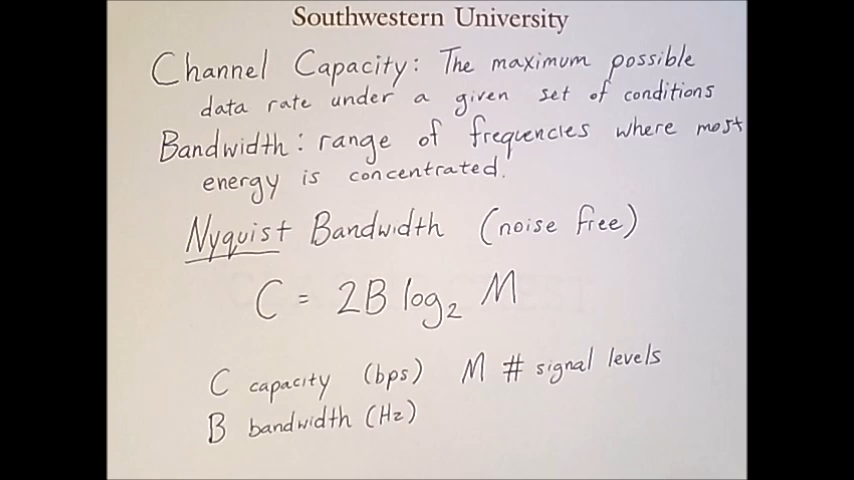 Southwestern University
Channel Capacity: The maximum possible
data rate under a given set of conditions
Bandwidth: range of frequencies where most
energy is concentrated.
Nyquist Bandwidth (noise free)
C = 2B log₂ M
C capacity (bps) M # signal levels
B bandwidth (Hz)